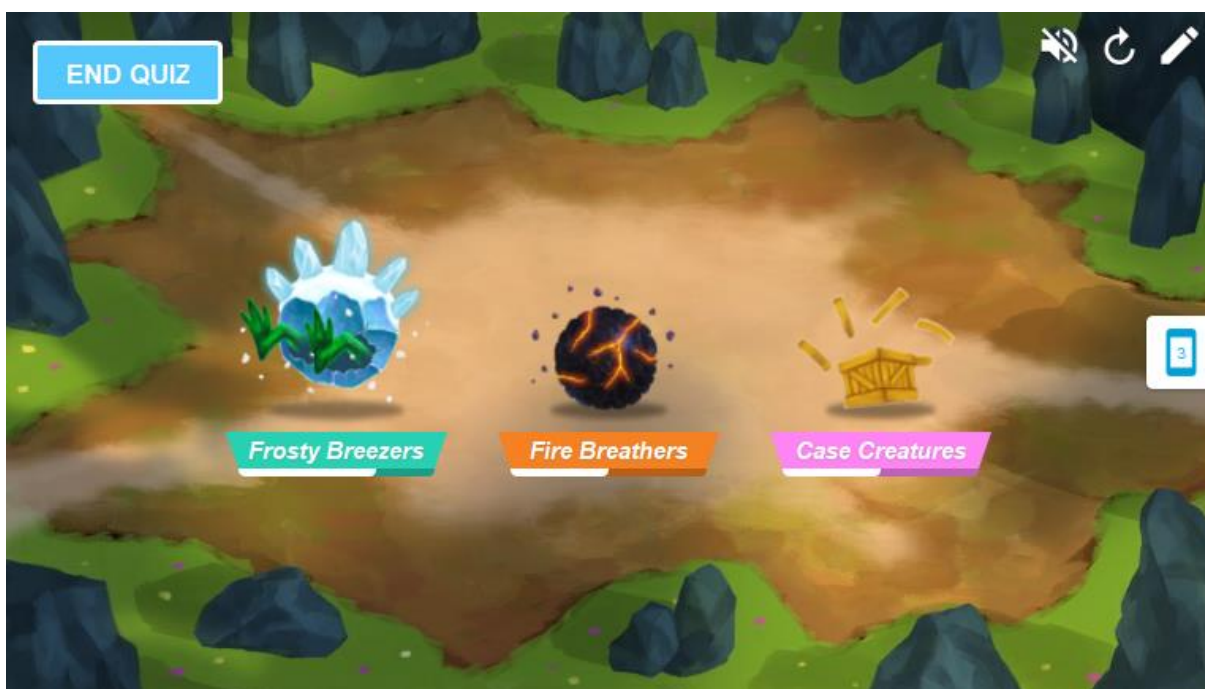 END QUIZ
3
Frosty Breezers
Fire Breathers
Case Creatures